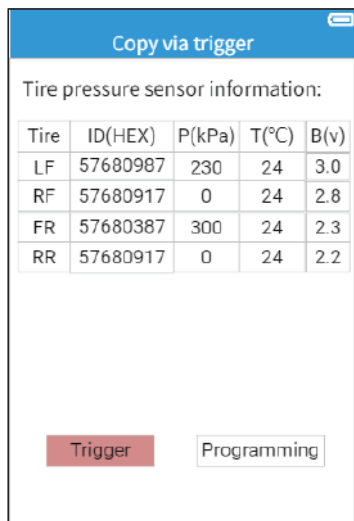 Copy via trigger
Tire pressure sensor information:
Tire ID(HEX) P(kPa) T(℃) B(v)
LF 57680987 230 24 3.0
RF 57680917 0 24 2.8
FR 57680387 300 24 2.3
RR 57680917 0 24 2.2
Trigger Programming